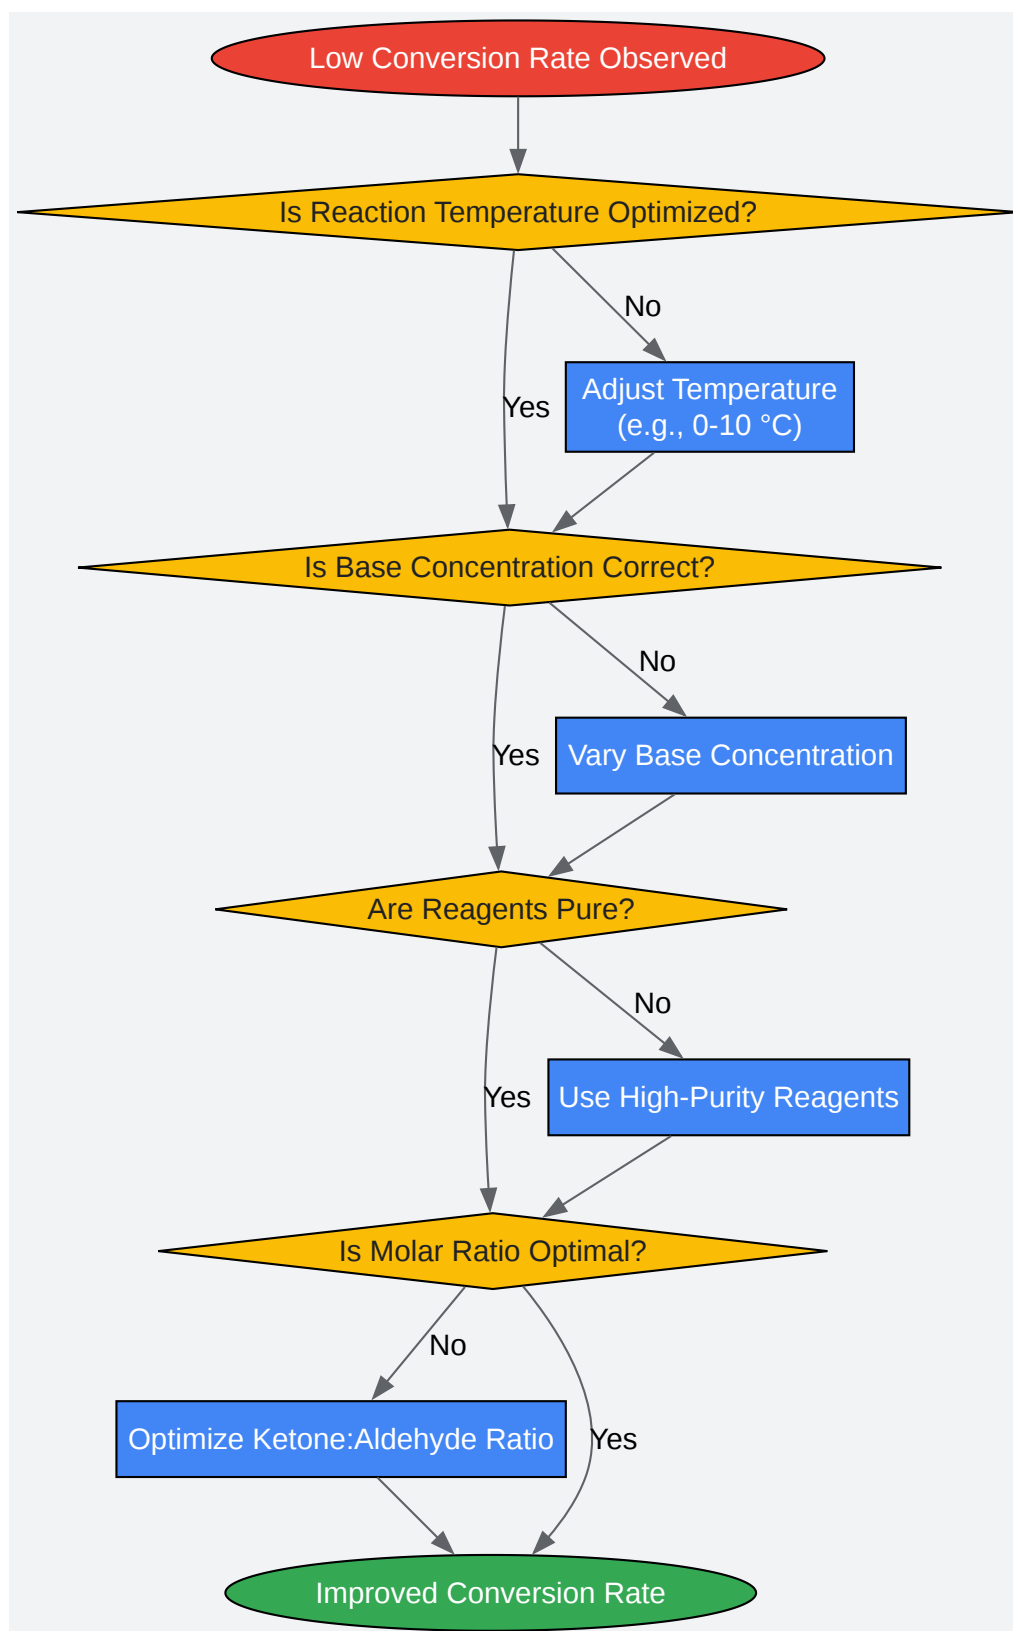 Low Conversion Rate Observed
Is Reaction Temperature Optimized?
No
Adjust Temperature
(e.g., 0-10 °C)
Yes
Is Base Concentration Correct?
No
Yes
Vary Base Concentration
Are Reagents Pure?
No
Yes
Use High-Purity Reagents
Is Molar Ratio Optimal?
No
Optimize Ketone:Aldehyde Ratio
Yes
Improved Conversion Rate